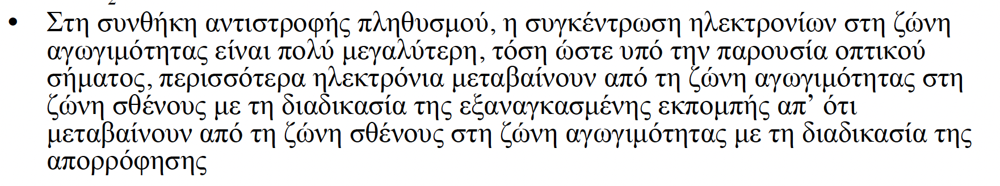 2
• Στη συνθήκη αντιστροφής πληθυσμού, η συγκέντρωση ηλεκτρονίων στη ζώνη
αγωγιμότητας είναι πολύ μεγαλύτερη, τόση ώστε υπό την παρουσία οπτικού
σήματος, περισσότερα ηλεκτρόνια μεταβαίνουν από τη ζώνη αγωγιμότητας στη
ζώνη σθένους με τη διαδικασία της εξαναγκασμένης εκπομπής απ’ ότι
μεταβαίνουν από τη ζώνη σθένους στη ζώνη αγωγιμότητας με τη διαδικασία της
απορρόφησης